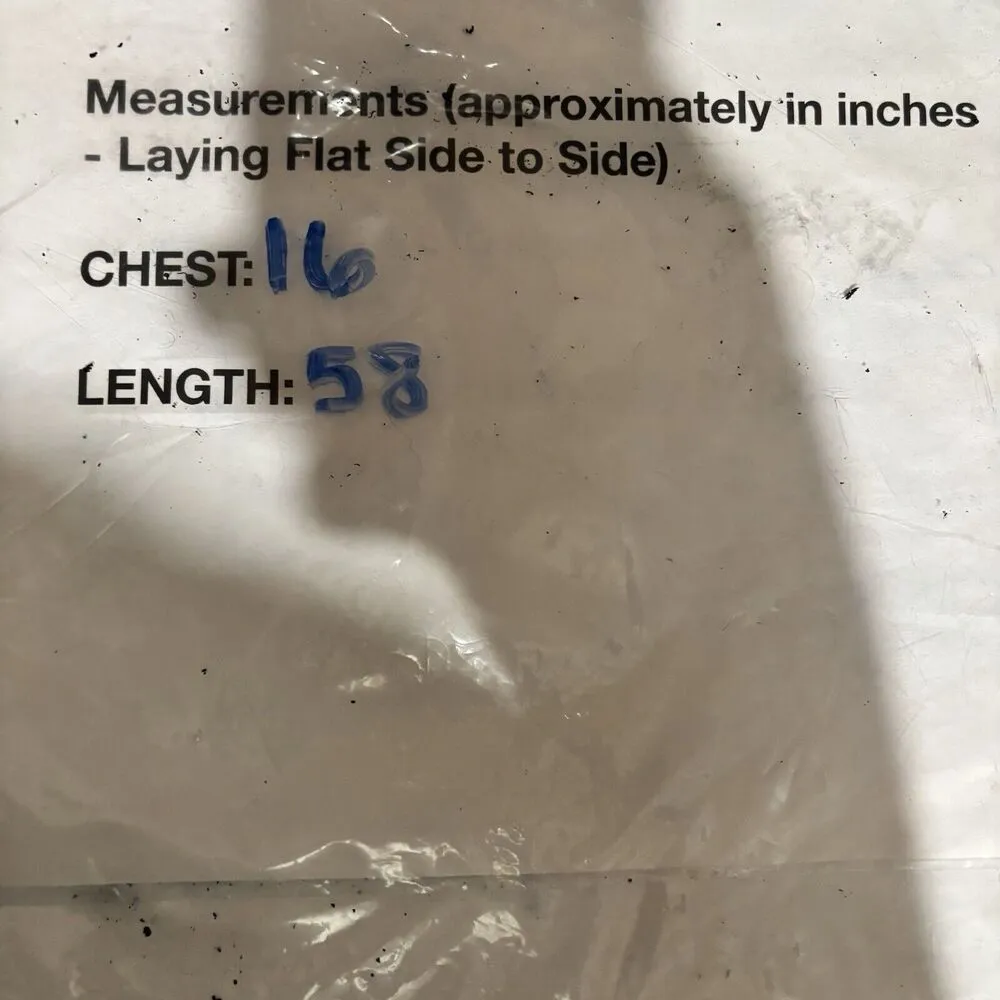 Measurements (approximately in inches
- Laying Flat Side to Side)
CHEST: 16
LENGTH: 58